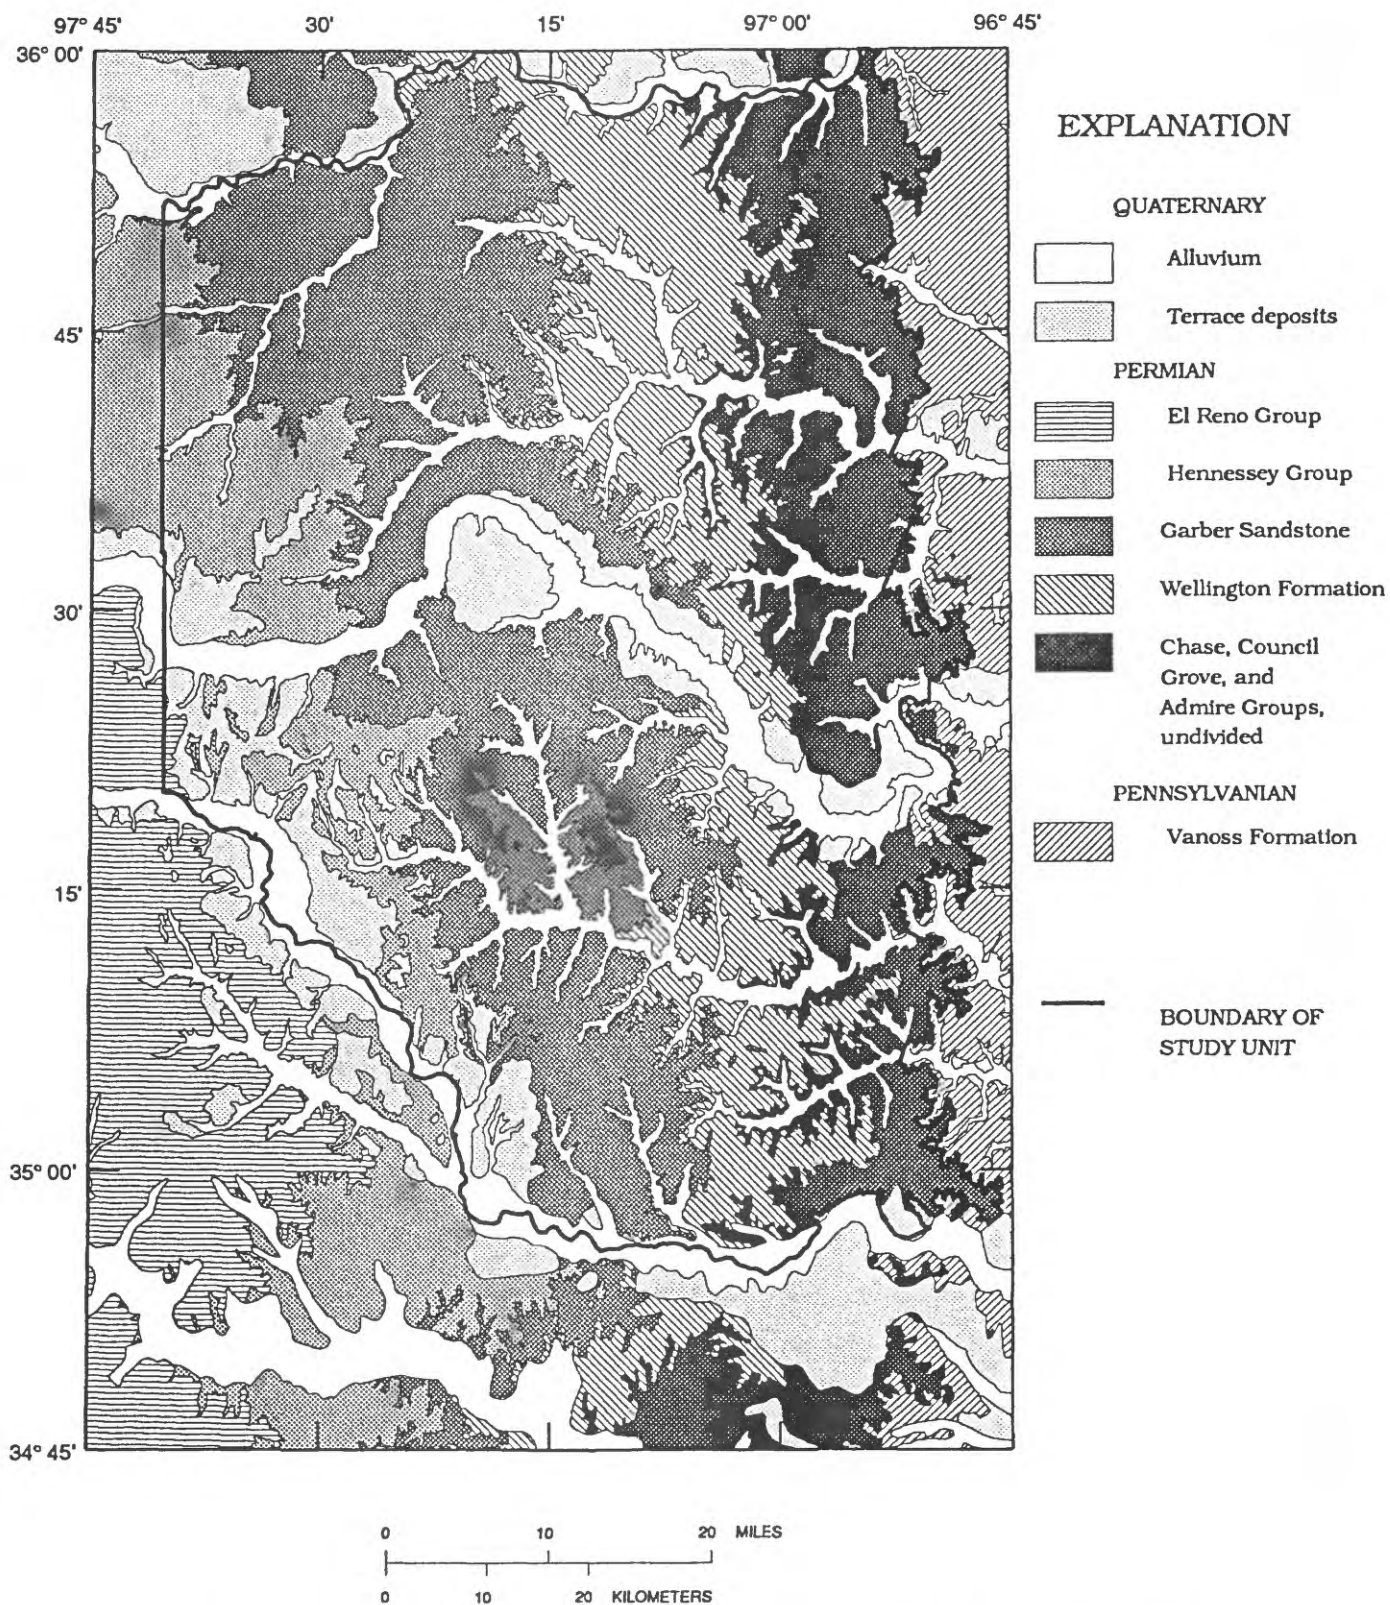 97° 45'
30'
15'
97° 00'
96° 45'
36° 00'
45'
30'
15'
35° 00'
34° 45'
EXPLANATION
QUATERNARY
Alluvium
Terrace deposits
PERMIAN
El Reno Group
Hennessey Group
Garber Sandstone
Wellington Formation
Chase, Council
Grove, and
Admire Groups,
undivided
PENNSYLVANIAN
Vanoss Formation
BOUNDARY OF
STUDY UNIT
0 10 20 MILES
0 10 20 KILOMETERS